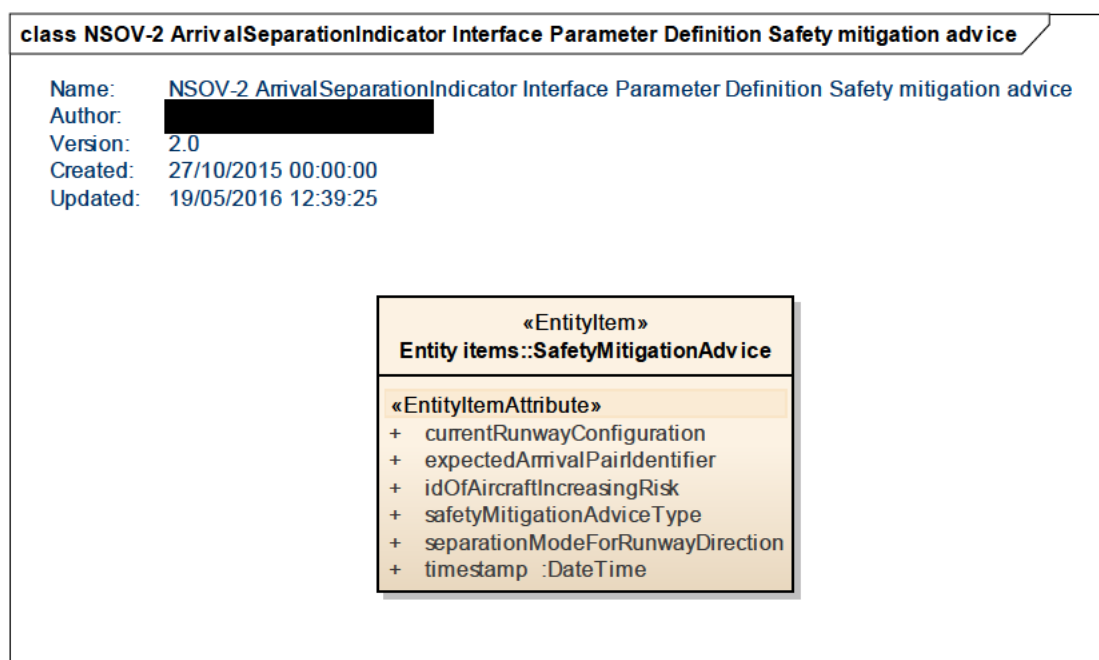 class NSOV-2 ArrivalSeparationIndicator Interface Parameter Definition Safety mitigation advice
Name: NSOV-2 ArrivalSeparationIndicator Interface Parameter Definition Safety mitigation advice
Author:
Version: 2.0
Created: 27/10/2015 00:00:00
Updated: 19/05/2016 12:39:25
«EntityItem»
Entity items::SafetyMitigationAdvice
«EntityItemAttribute»
+ currentRunwayConfiguration
+ expectedArrrivalPairIdentifier
+ idOfAircraftIncreasingRisk
+ safetyMitigationAdviceType
+ separationModeForRunwayDirection
+ timestamp :DateTime